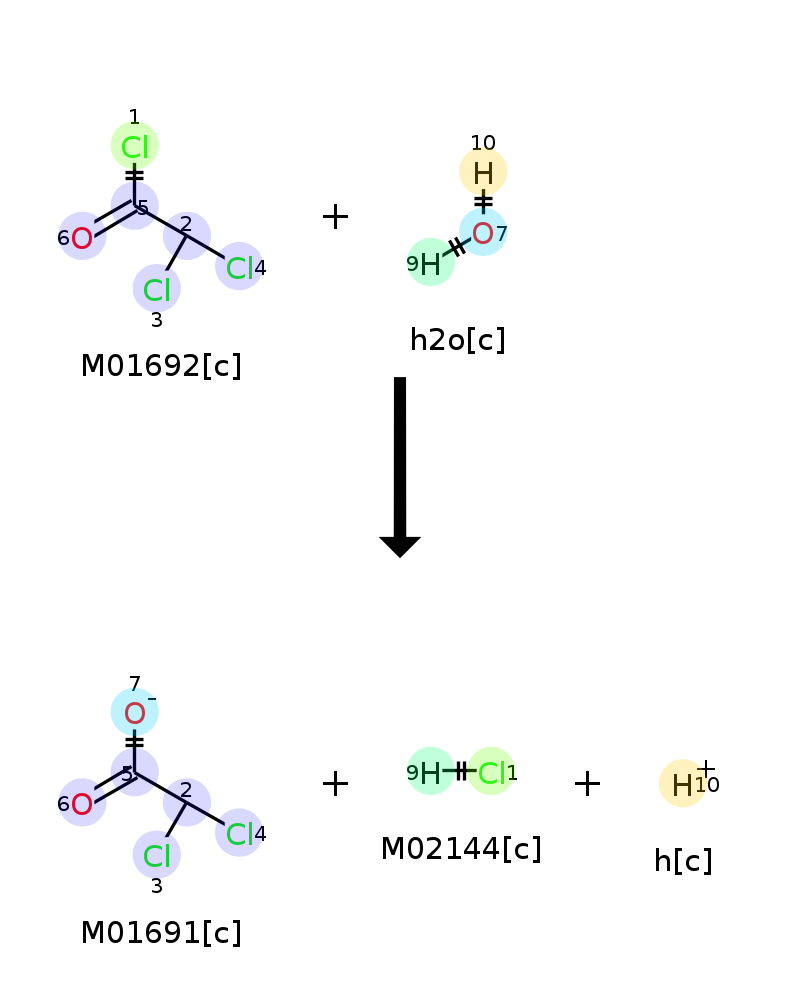 1
Cl
5
2
6O
Cl4
Cl
3
M01692[c]
+
10
H
O7
9H
h2o[c]
7
O-
5
2
6O
Cl4
Cl
3
M01691[c]
+
9H
Cl1
M02144[c]
+
H+
10
h[c]